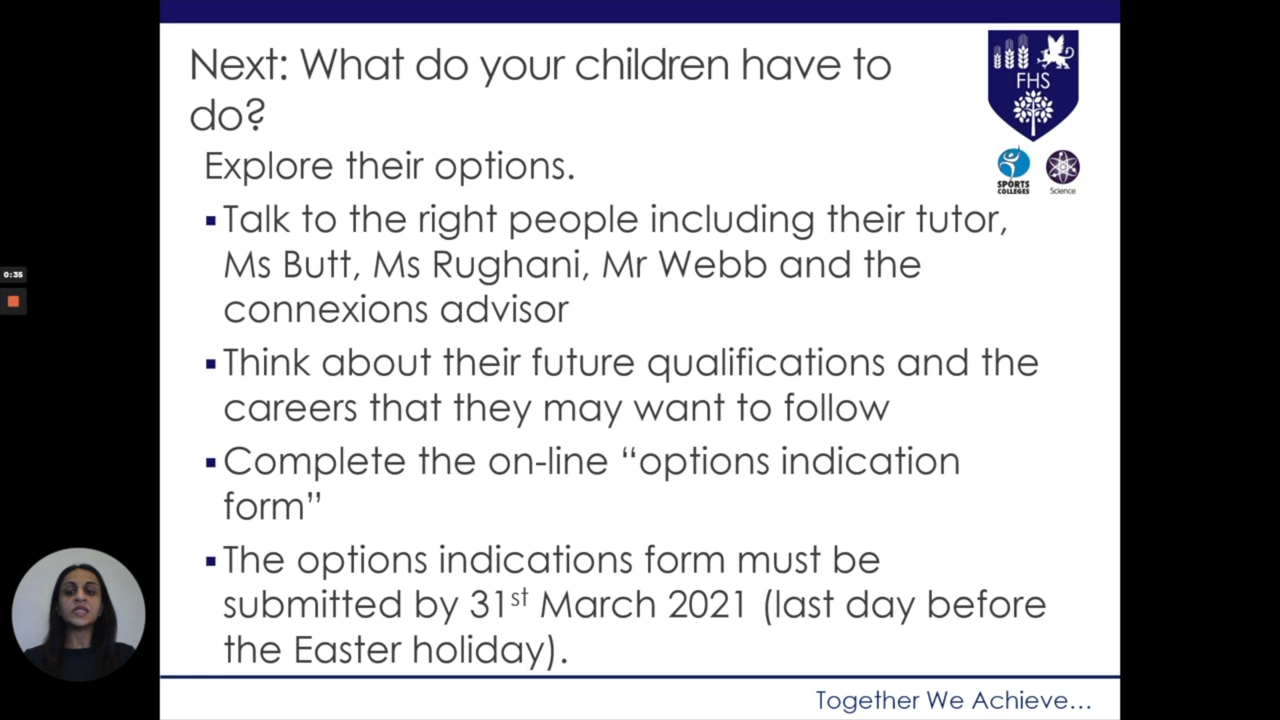 Next: What do your children have to
do?
FHS
SPORTS
COLLEGES
Science
Explore their options.
▪Talk to the right people including their tutor,
Ms Butt, Ms Rughani, Mr Webb and the
connexions advisor
▪Think about their future qualifications and the
careers that they may want to follow
▪Complete the on-line “options indication
form”
▪The options indications form must be
submitted by 31st March 2021 (last day before
the Easter holiday).
Together We Achieve...
0:35